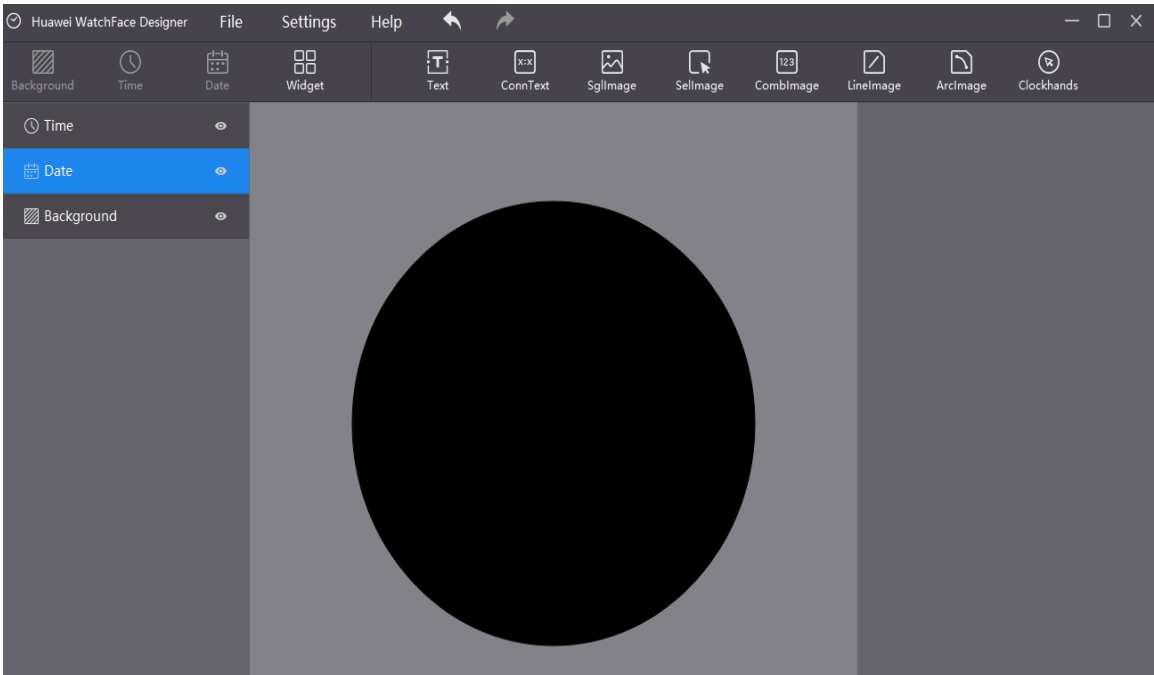 Huawei WatchFace Designer File Settings Help
Background Time Date Widget Text ConnText SglImage SelImage CombImage LineImage ArcImage Clockhands
T x:x 123
Time
Date
Background